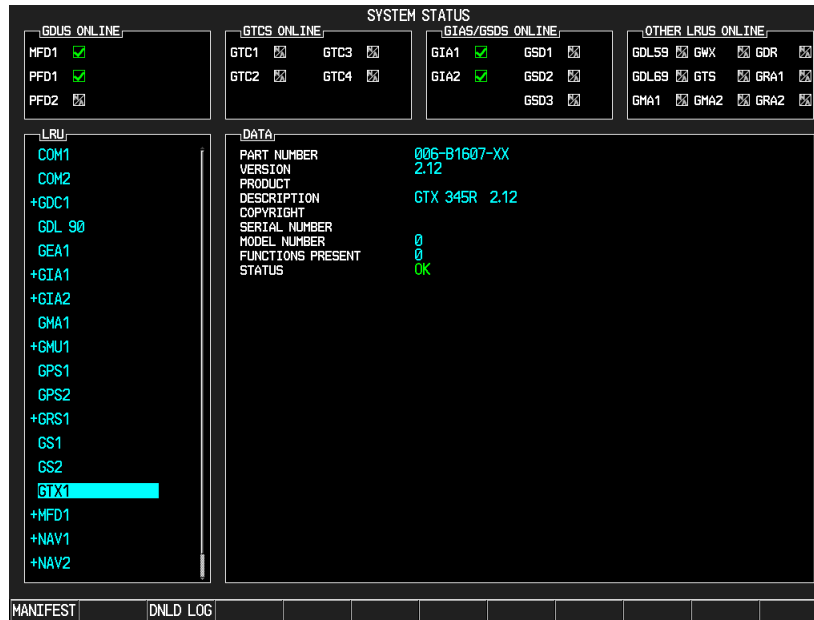 SYSTEM STATUS
GDUS ONLINE
MFD1
PFD1
PFD2
GTCS ONLINE
GTC1 GTC3
GTC2 GTC4
GIAS/GSDS ONLINE
GIA1 GSD1
GIA2 GSD2
GSD3
OTHER LRUS ONLINE
GDL59 GWX GDR
GDL69 GTS GRA1
GMA1 GMA2 GRA2
LRU
COM1
COM2
+GDC1
GDL 90
GEA1
+GIA1
+GIA2
GMA1
+GMU1
GPS1
GPS2
+GRS1
GS1
GS2
GTX1
+MFD1
+NAV1
+NAV2
DATA
PART NUMBER 006-B1607-XX
VERSION 2.12
PRODUCT
DESCRIPTION GTX 345R 2.12
COPYRIGHT
SERIAL NUMBER
MODEL NUMBER 0
FUNCTIONS PRESENT 0
STATUS OK
MANIFEST DNLD LOG